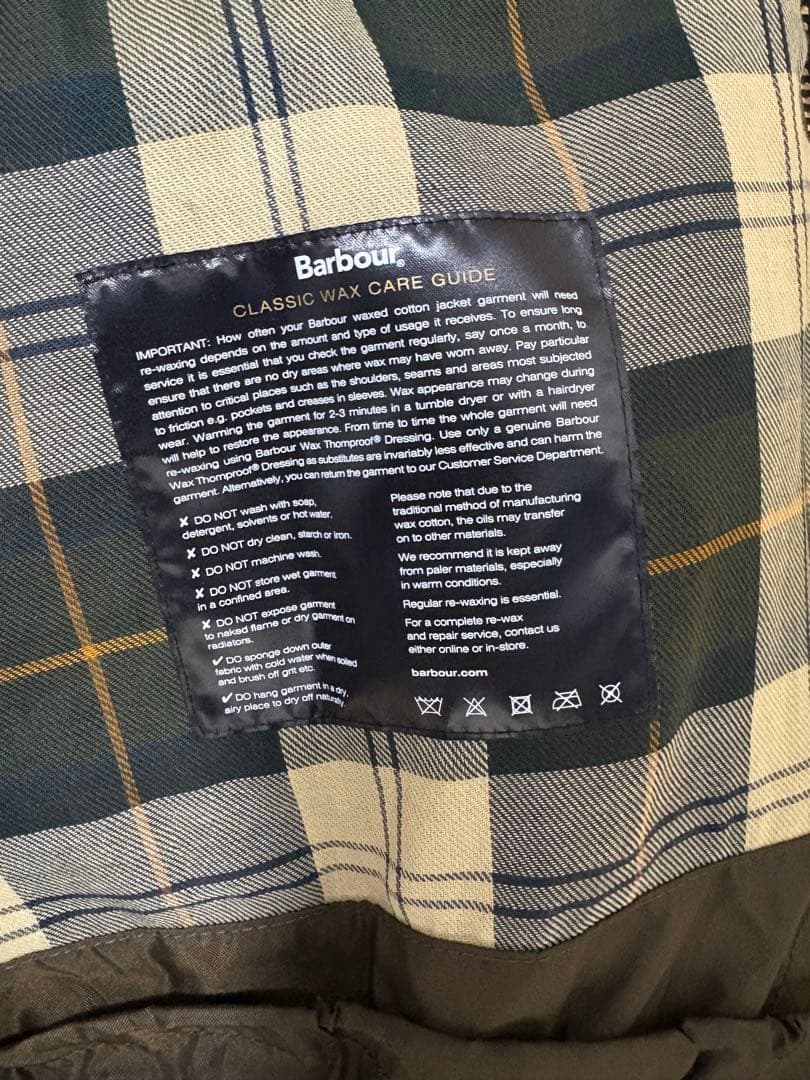 Barbour®
CLASSIC WAX CARE GUIDE
IMPORTANT: How often your Barbour waxed cotton jacket garment will need
re-waxing depends on the amount and type of usage it receives. To ensure long
service it is essential that you check the garment regularly, say once a month, to
ensure that there are no dry areas where wax may have worn away. Pay particular
attention to critical places such as the shoulders, seams and areas most subjected
to friction e.g. pockets and creases in sleeves. Wax appearance may change during
wear. Warming the garment for 2-3 minutes in a tumble dryer or with a hairdryer
will help to restore the appearance. From time to time the whole garment will need
re-waxing using Barbour Wax Thornproof® Dressing. Use only a genuine Barbour
Wax Thornproof® Dressing as substitutes are invariably less effective and can harm the
garment. Alternatively, you can return the garment to our Customer Service Department.
✘ DO NOT wash with soap,
detergent, solvents or hot water.
✘ DO NOT dry clean, starch or iron.
✘ DO NOT machine wash.
✘ DO NOT store wet garment
in a confined area.
✘ DO NOT expose garment
to naked flame or dry garment on
radiators.
✔ DO sponge down outer
fabric with cold water when soiled
and brush off grit etc.
✔ DO hang garment in a dry,
airy place to dry off naturally.
Please note that due to the
traditional method of manufacturing
wax cotton, the oils may transfer
on to other materials.
We recommend it is kept away
from paler materials, especially
in warm conditions.
Regular re-waxing is essential.
For a complete re-wax
and repair service, contact us
either online or in-store.
barbour.com